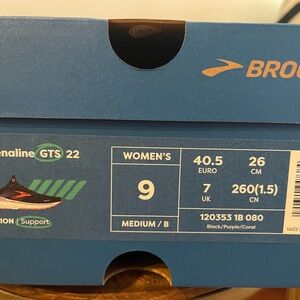 BROO
enaline GTS 22
WOMEN'S
9
MEDIUM / B
40.5
EURO
26
CM
7
UK
260(1.5)
CN
120353 1B 080
Black/Purple/Coral
Support
MADE